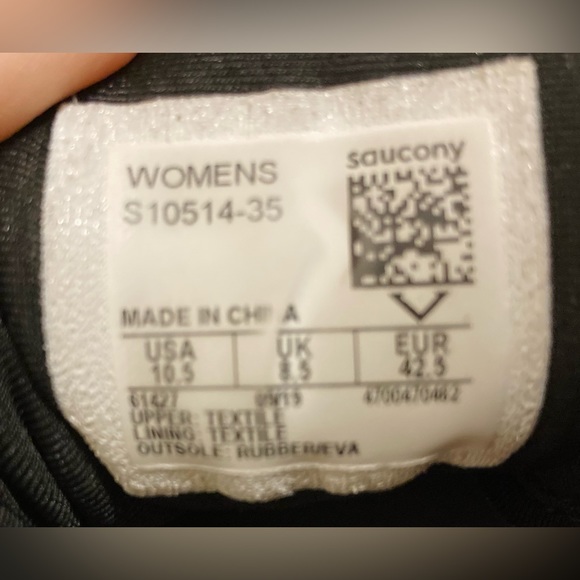 saucony
WOMENS
S10514-35
MADE IN CHI A
USA UK EUR
10.5 8.5 42.5
61427 09/19 4700470462
UPPER: TEXTILE
LINING: TEXTILE
OUTSOLE: RUBBER/EVA